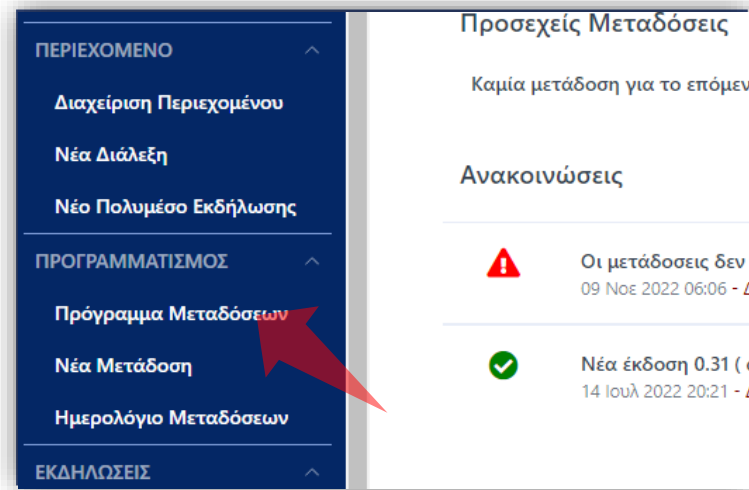 ΠΕΡΙΕΧΟΜΕΝΟ
Διαχείριση Περιεχομένου
Νέα Διάλεξη
Νέο Πολυμέσο Εκδήλωσης
ΠΡΟΓΡΑΜΜΑΤΙΣΜΟΣ
Πρόγραμμα Μεταδόσεων
Νέα Μετάδοση
Ημερολόγιο Μεταδόσεων
ΕΚΔΗΛΩΣΕΙΣ
Προσεχείς Μεταδόσεις
Καμία μετάδοση για το επόμεν
Ανακοινώσεις
Οι μετάδοσεις δεν
09 Νοε 2022 06:06 -
Νέα έκδοση 0.31 (
14 Ιουλ 2022 20:21 -